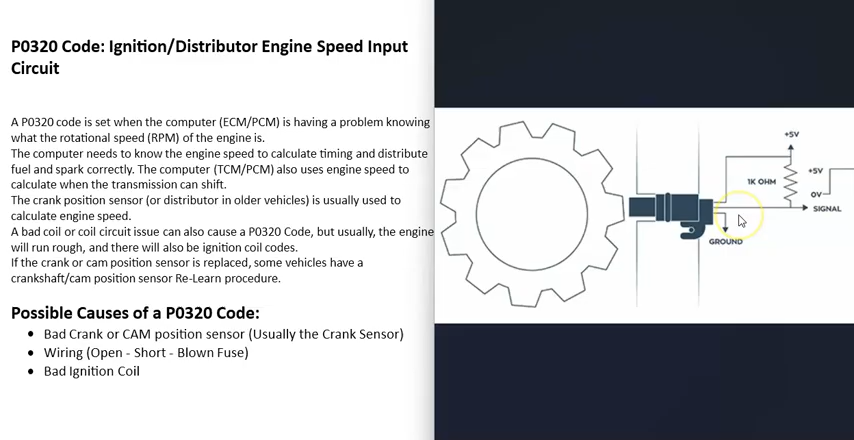 P0320 Code: Ignition/Distributor Engine Speed Input
Circuit
A P0320 code is set when the computer (ECM/PCM) is having a problem knowing
what the rotational speed (RPM) of the engine is.
The computer needs to know the engine speed to calculate timing and distribute
fuel and spark correctly. The computer (TCM/PCM) also uses engine speed to
calculate when the transmission can shift.
The crank position sensor (or distributor in older vehicles) is usually used to
calculate engine speed.
A bad coil or coil circuit issue can also cause a P0320 Code, but usually, the engine
will run rough, and there will also be ignition coil codes.
If the crank or cam position sensor is replaced, some vehicles have a
crankshaft/cam position sensor Re-Learn procedure.
Possible Causes of a P0320 Code:
• Bad Crank or CAM position sensor (Usually the Crank Sensor)
• Wiring (Open - Short - Blown Fuse)
• Bad Ignition Coil
+5V
1K OHM
+5V
0V
SIGNAL
GROUND